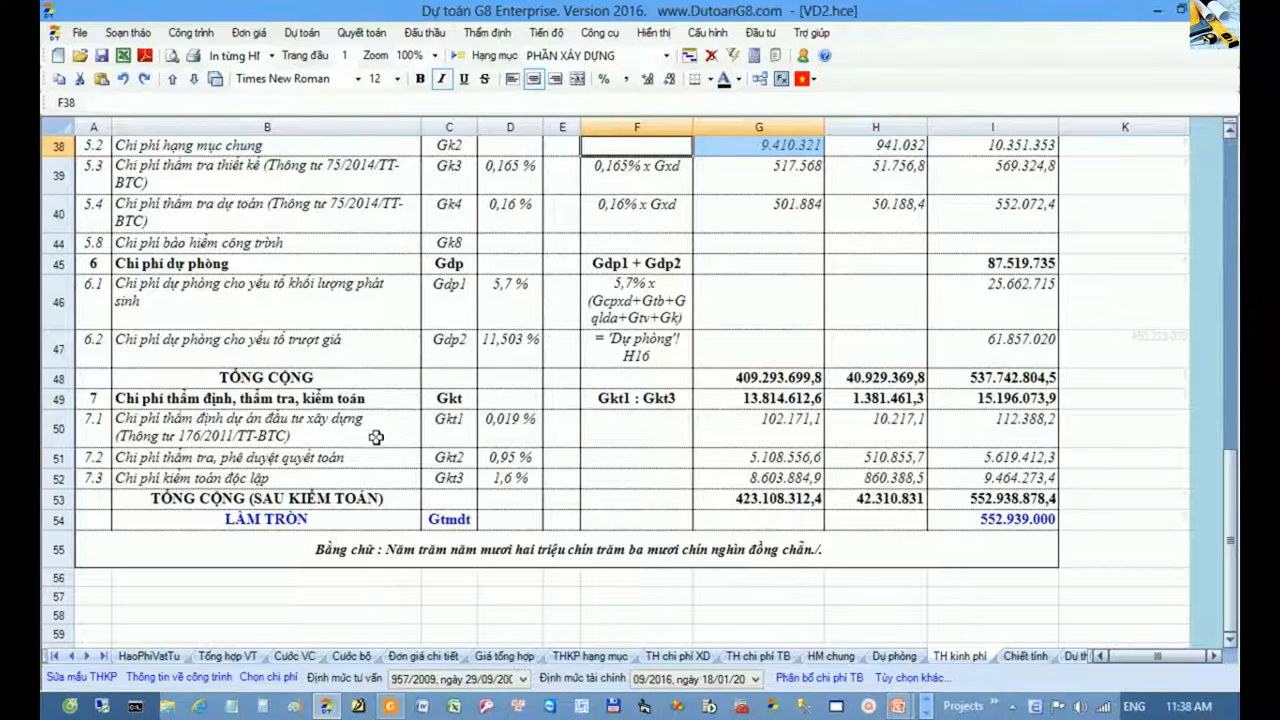 Dự toán G8 Enterprise. Version 2016. www.DutoanG8.com - [VD2.hce]
File Soạn thảo Công trình Đơn giá Dự toán Quyết toán Đấu thầu Thẩm định Tiến độ Công cụ Hiển thị Cấu hình Đầu tư Trợ giúp
In từng HI Trang đầu 1 Zoom 100% Hạng mục PHẦN XÂY DỰNG
Times New Roman 12 B I U S
F38
A B C D E F G H I K
38 5.2 Chi phí hạng mục chung Gk2 9.410.321 941.032 10.351.353
39 5.3 Chi phí thẩm tra thiết kế (Thông tư 75/2014/TT-BTC) Gk3 0,165 % 0,165% x Gxd 517.568 51.756,8 569.324,8
40 5.4 Chi phí thẩm tra dự toán (Thông tư 75/2014/TT-BTC) Gk4 0,16 % 0,16% x Gxd 501.884 50.188,4 552.072,4
44 5.8 Chi phí bảo hiểm công trình Gk8
45 6 Chi phí dự phòng Gdp Gdp1 + Gdp2 87.519.735
46 6.1 Chi phí dự phòng cho yếu tố khối lượng phát sinh Gdp1 5,7 % 5,7% x (Gcpxd+Gtb+Gqlda+Gtv+Gk) 25.662.715
47 6.2 Chi phí dự phòng cho yếu tố trượt giá Gdp2 11,503 % = 'Dự phòng'!H16 61.857.020
48 TỔNG CỘNG 409.293.699,8 40.929.369,8 537.742.804,5
49 7 Chi phí thẩm định, thẩm tra, kiểm toán Gkt Gkt1 : Gkt3 13.814.612,6 1.381.461,3 15.196.073,9
50 7.1 Chi phí thẩm định dự án đầu tư xây dựng (Thông tư 176/2011/TT-BTC) Gkt1 0,019 % 102.171,1 10.217,1 112.388,2
51 7.2 Chi phí thẩm tra, phê duyệt quyết toán Gkt2 0,95 % 5.108.556,6 510.855,7 5.619.412,3
52 7.3 Chi phí kiểm toán độc lập Gkt3 1,6 % 8.603.884,9 860.388,5 9.464.273,4
53 TỔNG CỘNG (SAU KIỂM TOÁN) 423.108.312,4 42.310.831 552.938.878,4
54 LÀM TRÒN Gtmdt 552.939.000
55 Bằng chữ : Năm trăm năm mươi hai triệu chín trăm ba mươi chín nghìn đồng chẵn./.
56
57
58
59
HaoPhiVatTu Tổng hợp VT Cước VC Cước bộ Đơn giá chi tiết Giá tổng hợp THKP hạng mục TH chi phí XD TH chi phí TB HM chung Dự phòng TH kinh phí Chiết tính Dự th
Sửa mẫu THKP Thông tin về công trình Chọn chi phí Định mức tư vấn 957/2009, ngày 29/09/200 Định mức tài chính 09/2016, ngày 18/01/20 Phân bổ chi phí TB Tùy chọn khác...
Projects ENG 11:38 AM